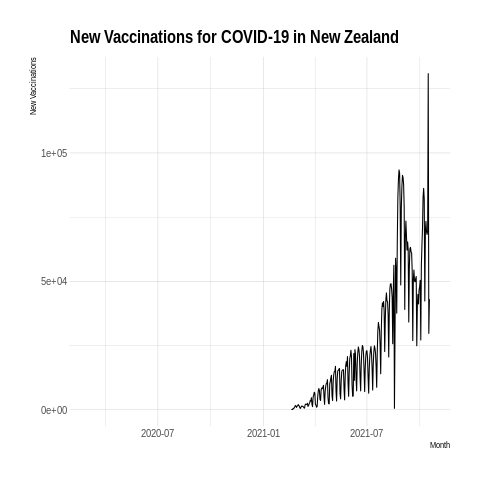 New Vaccinations for COVID-19 in New Zealand
New Vaccinations
1e+05
5e+04
0e+00
2020-07
2021-01
2021-07
Month